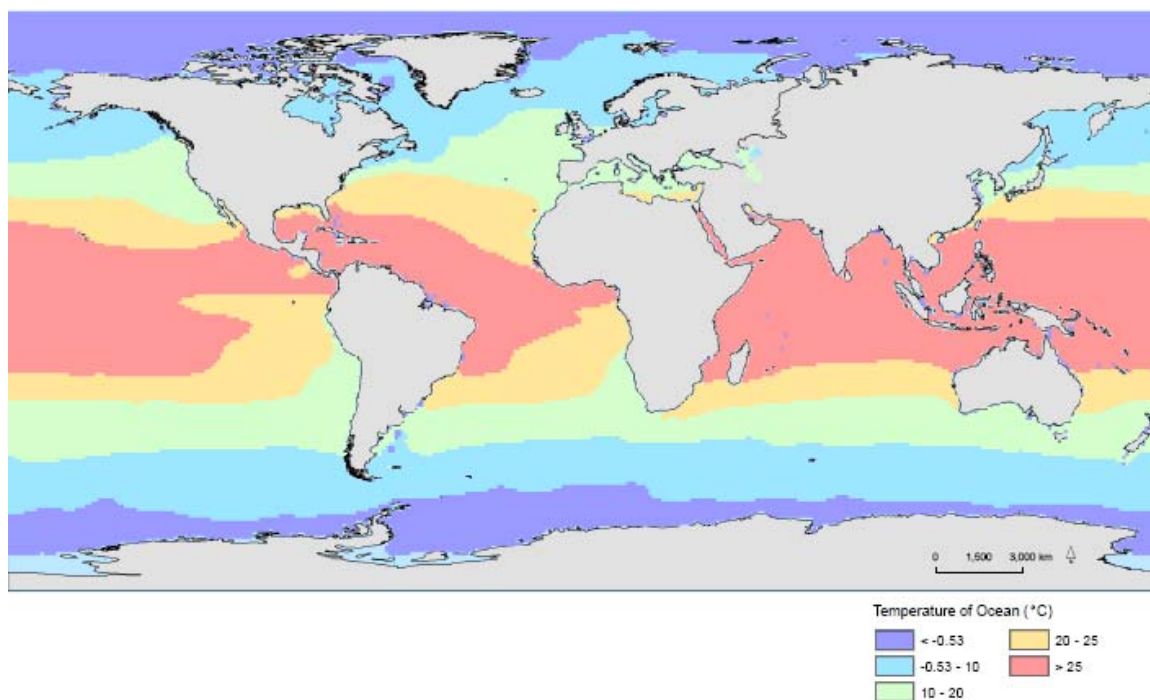 0 1,500 3,000 km
Temperature of Ocean (°C)
< -0.53
20 - 25
-0.53 - 10
> 25
10 - 20